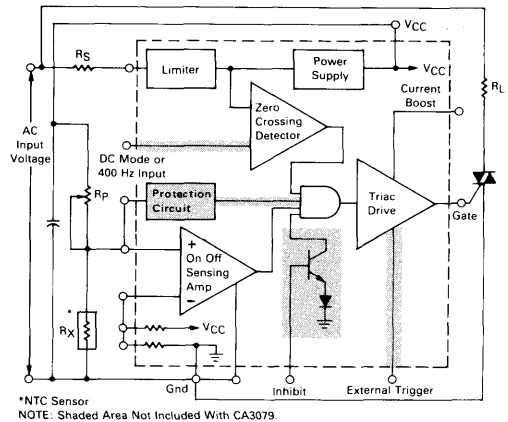 VCC
RS
Limiter
Power
Supply
VCC
RL
Current
Boost
Zero
Crossing
Detector
AC
Input
Voltage
DC Mode or
400 Hz Input
RP
Protection
Circuit
Triac
Drive
Gate
+
On Off
Sensing
Amp
−
RX
*
VCC
Gnd
Inhibit
External Trigger
*NTC Sensor
NOTE: Shaded Area Not Included With CA3079.